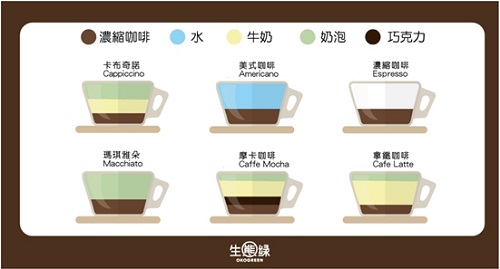 濃縮咖啡 水 牛奶 奶泡 巧克力
卡布奇諾 美式咖啡 濃縮咖啡
Cappiccino Americano Espresso
瑪琪雅朵 摩卡咖啡 拿鐵咖啡
Macchiato Caffe Mocha Cafe Latte
生態綠
OKOGREEN